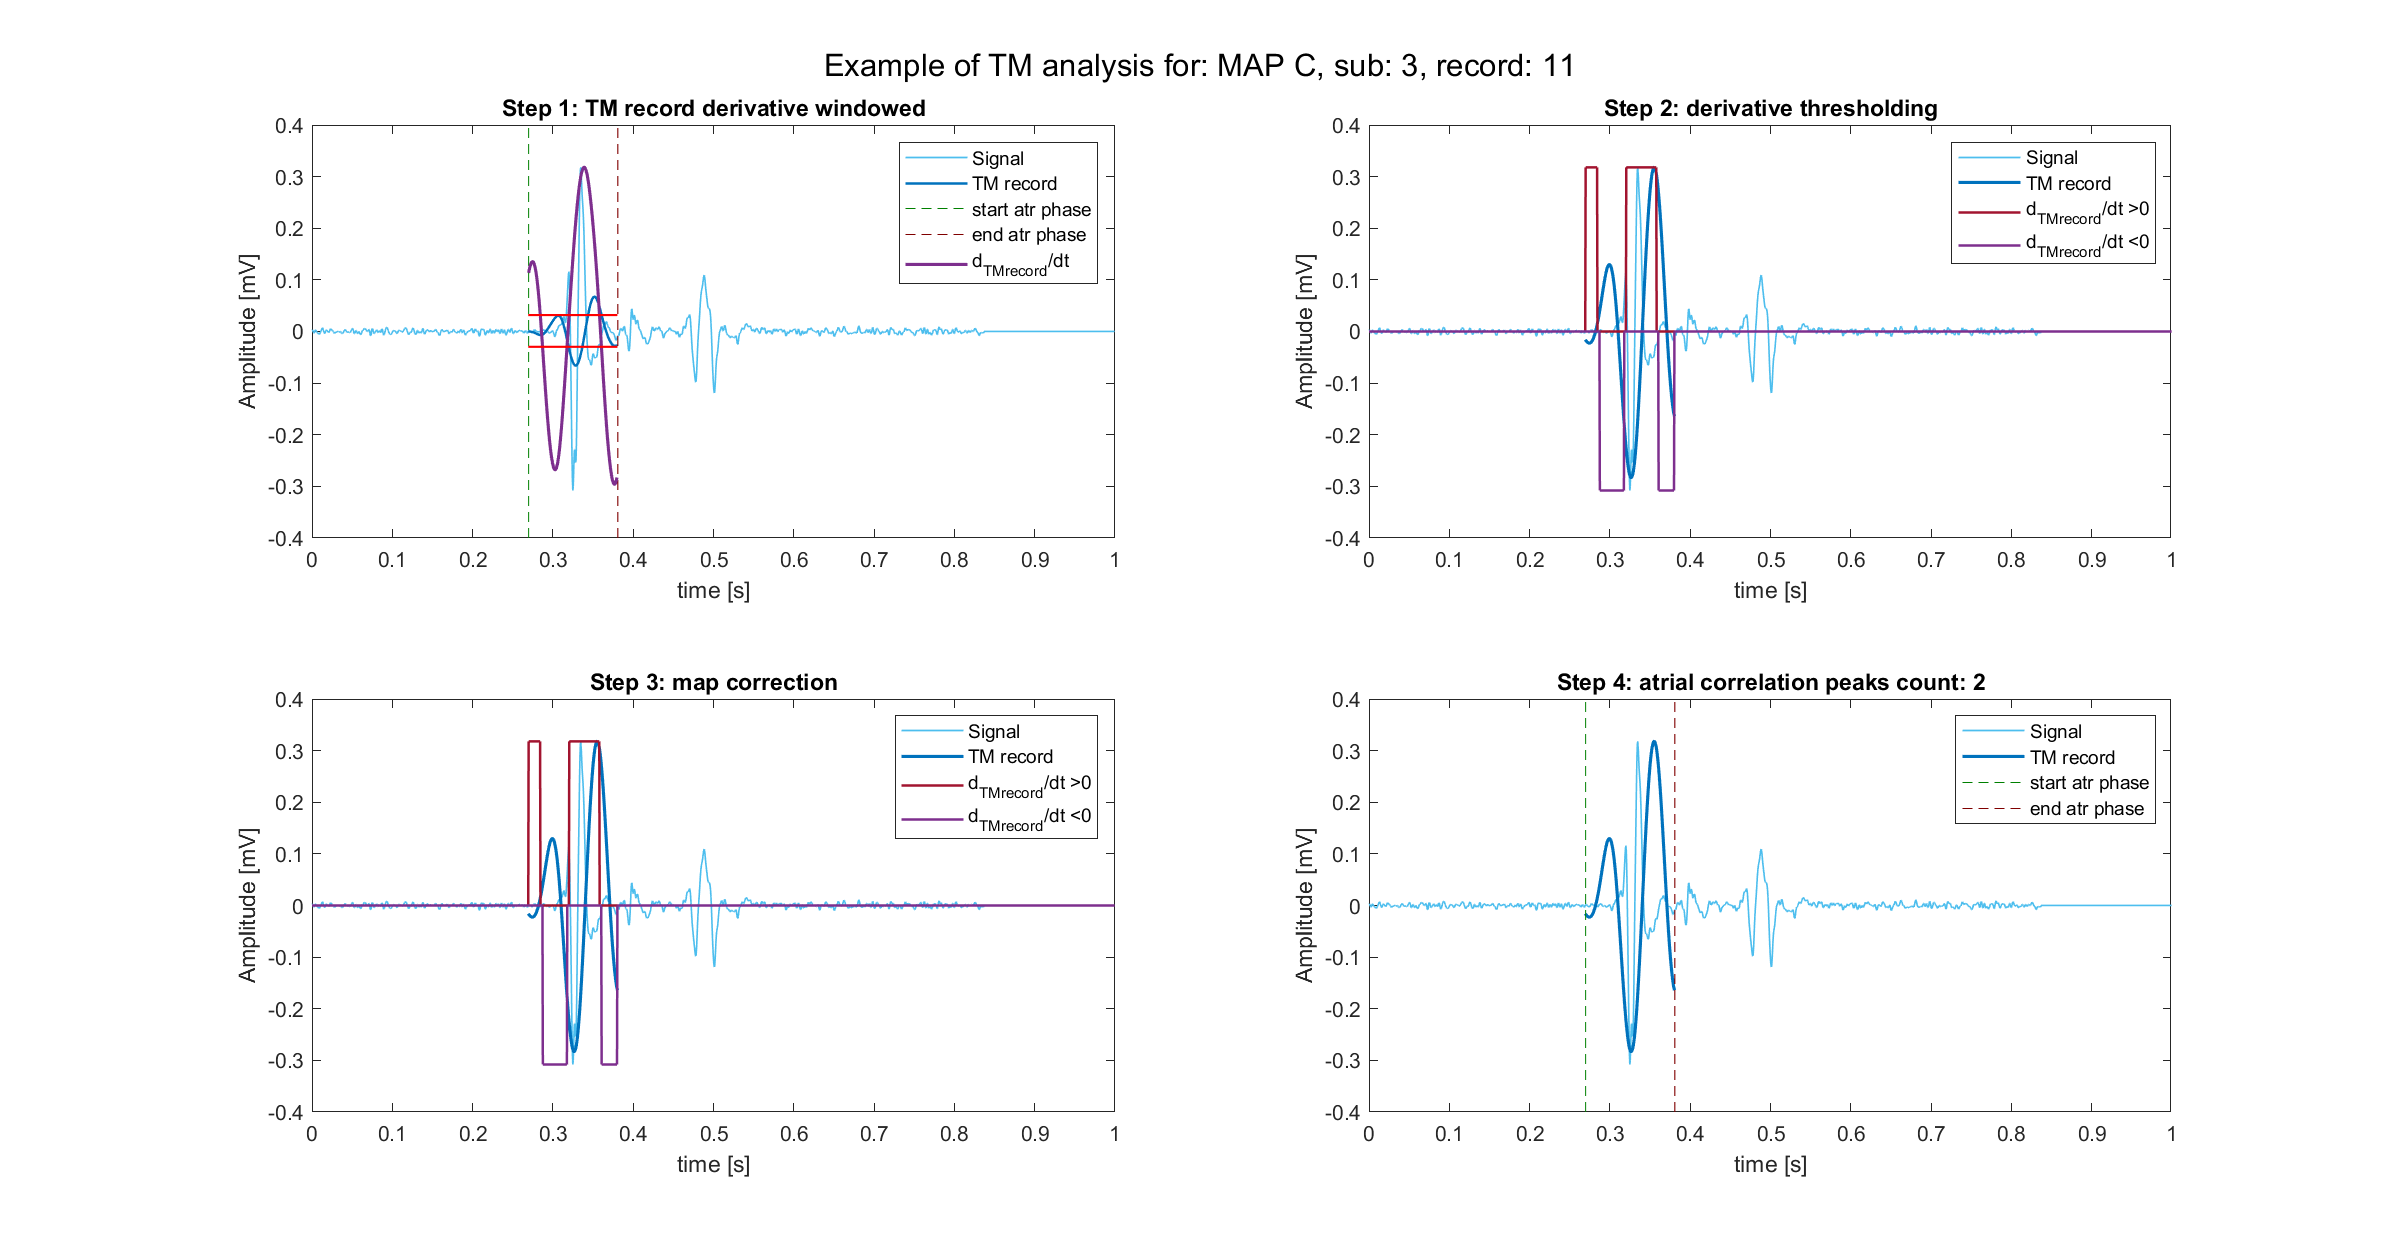 Example of TM analysis for: MAP C, sub: 3, record: 11
Step 1: TM record derivative windowed
0.4
0.3
0.2
0.1
0
-0.1
-0.2
-0.3
-0.4
Amplitude [mV]
0 0.1 0.2 0.3 0.4 0.5 0.6 0.7 0.8 0.9 1
time [s]
Signal
TM record
start atr phase
end atr phase
dTMrecord/dt
Step 2: derivative thresholding
0.4
0.3
0.2
0.1
0
-0.1
-0.2
-0.3
-0.4
Amplitude [mV]
0 0.1 0.2 0.3 0.4 0.5 0.6 0.7 0.8 0.9 1
time [s]
Signal
TM record
dTMrecord/dt >0
dTMrecord/dt <0
Step 3: map correction
0.4
0.3
0.2
0.1
0
-0.1
-0.2
-0.3
-0.4
Amplitude [mV]
0 0.1 0.2 0.3 0.4 0.5 0.6 0.7 0.8 0.9 1
time [s]
Signal
TM record
dTMrecord/dt >0
dTMrecord/dt <0
Step 4: atrial correlation peaks count: 2
0.4
0.3
0.2
0.1
0
-0.1
-0.2
-0.3
-0.4
Amplitude [mV]
0 0.1 0.2 0.3 0.4 0.5 0.6 0.7 0.8 0.9 1
time [s]
Signal
TM record
start atr phase
end atr phase